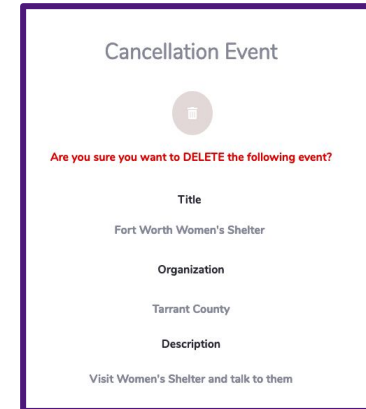 Cancellation Event
Are you sure you want to DELETE the following event?
Title
Fort Worth Women's Shelter
Organization
Tarrant County
Description
Visit Women's Shelter and talk to them